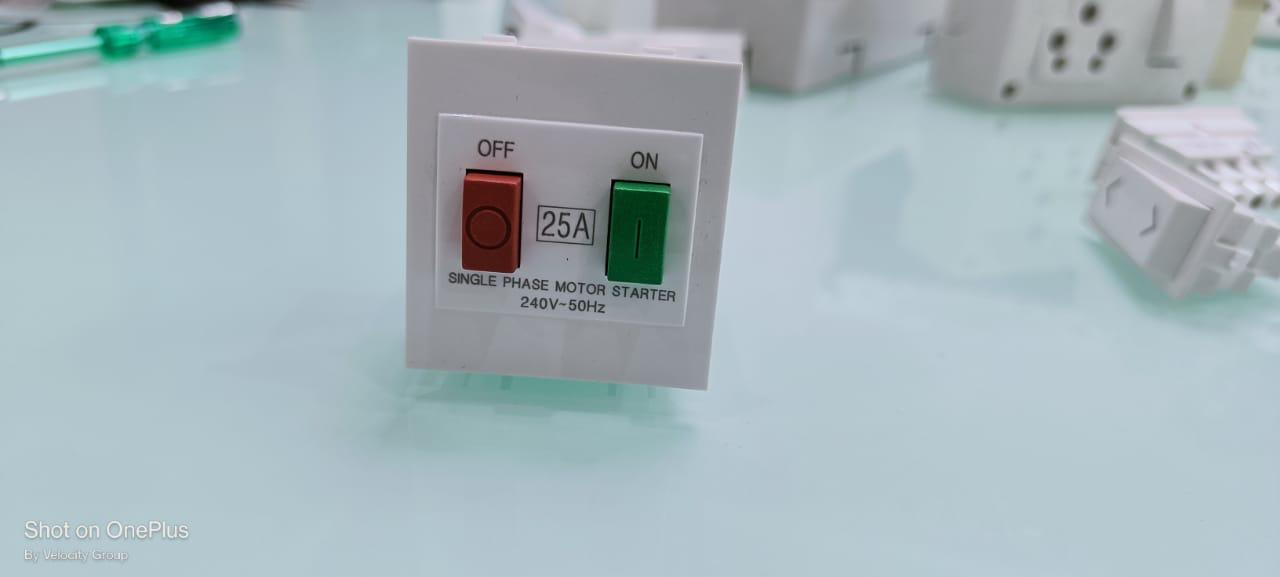 OFF
ON
25A
SINGLE PHASE MOTOR STARTER
240V~50Hz
Shot on OnePlus
By Velocity Group